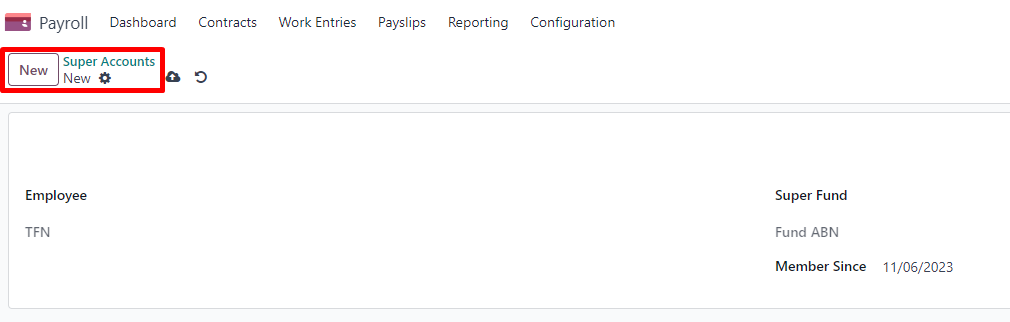 Payroll Dashboard Contracts Work Entries Payslips Reporting Configuration
New Super Accounts
New
Employee Super Fund
TFN Fund ABN
Member Since 11/06/2023